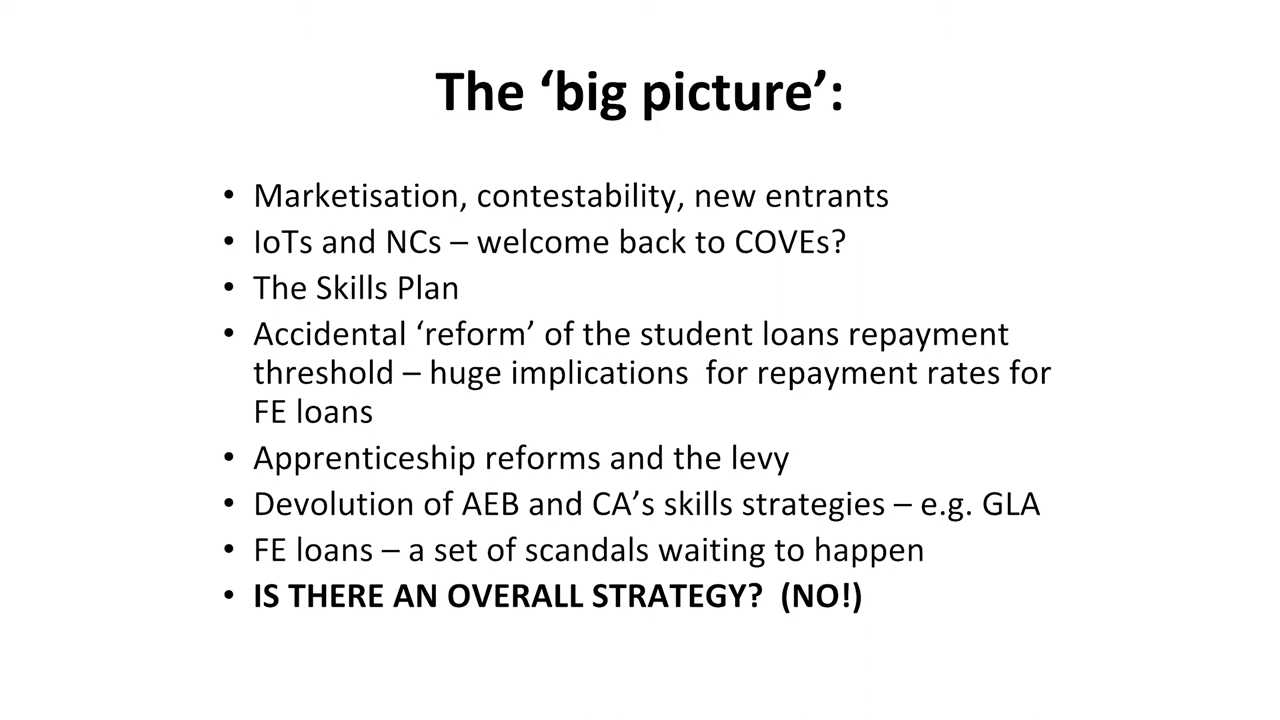 The ‘big picture’:
• Marketisation, contestability, new entrants
• IoTs and NCs – welcome back to COVEs?
• The Skills Plan
• Accidental ‘reform’ of the student loans repayment
threshold – huge implications  for repayment rates for
FE loans
• Apprenticeship reforms and the levy
• Devolution of AEB and CA’s skills strategies – e.g. GLA
• FE loans – a set of scandals waiting to happen
• IS THERE AN OVERALL STRATEGY?  (NO!)